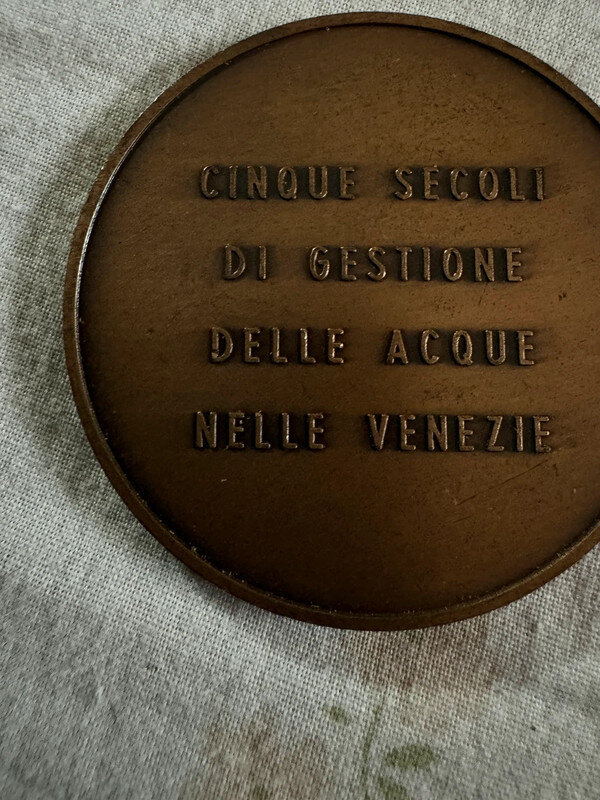 CINQUE SECOLI
DI GESTIONE
DELLE ACQUE
NELLE VENEZIE